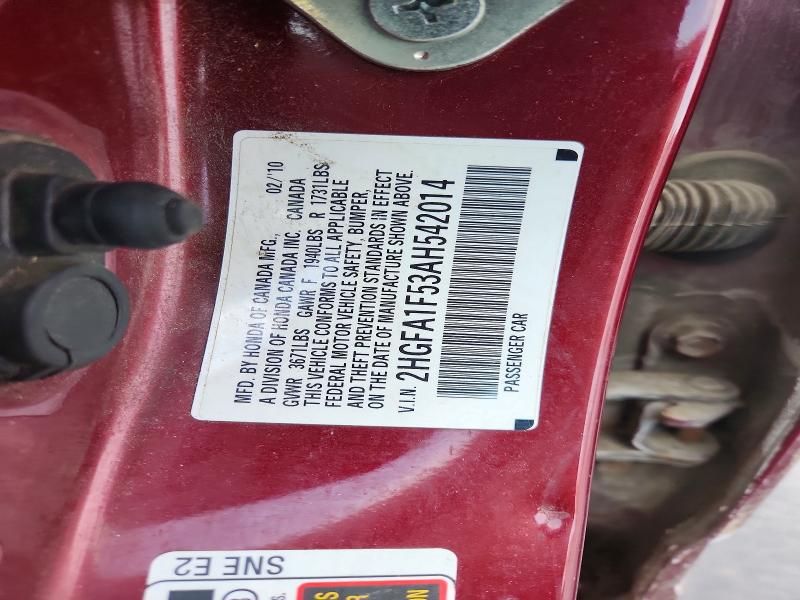 MFD. BY HONDA OF CANADA MFG., 02/10
A DIVISION OF HONDA CANADA INC., CANADA
GVWR 3671LBS GAWR F 1940LBS R 1731LBS
THIS VEHICLE CONFORMS TO ALL APPLICABLE
FEDERAL MOTOR VEHICLE SAFETY, BUMPER,
AND THEFT PREVENTION STANDARDS IN EFFECT
ON THE DATE OF MANUFACTURE SHOWN ABOVE.
V.I.N. 2HGFA1F53AH542014
PASSENGER CAR
SNE E2